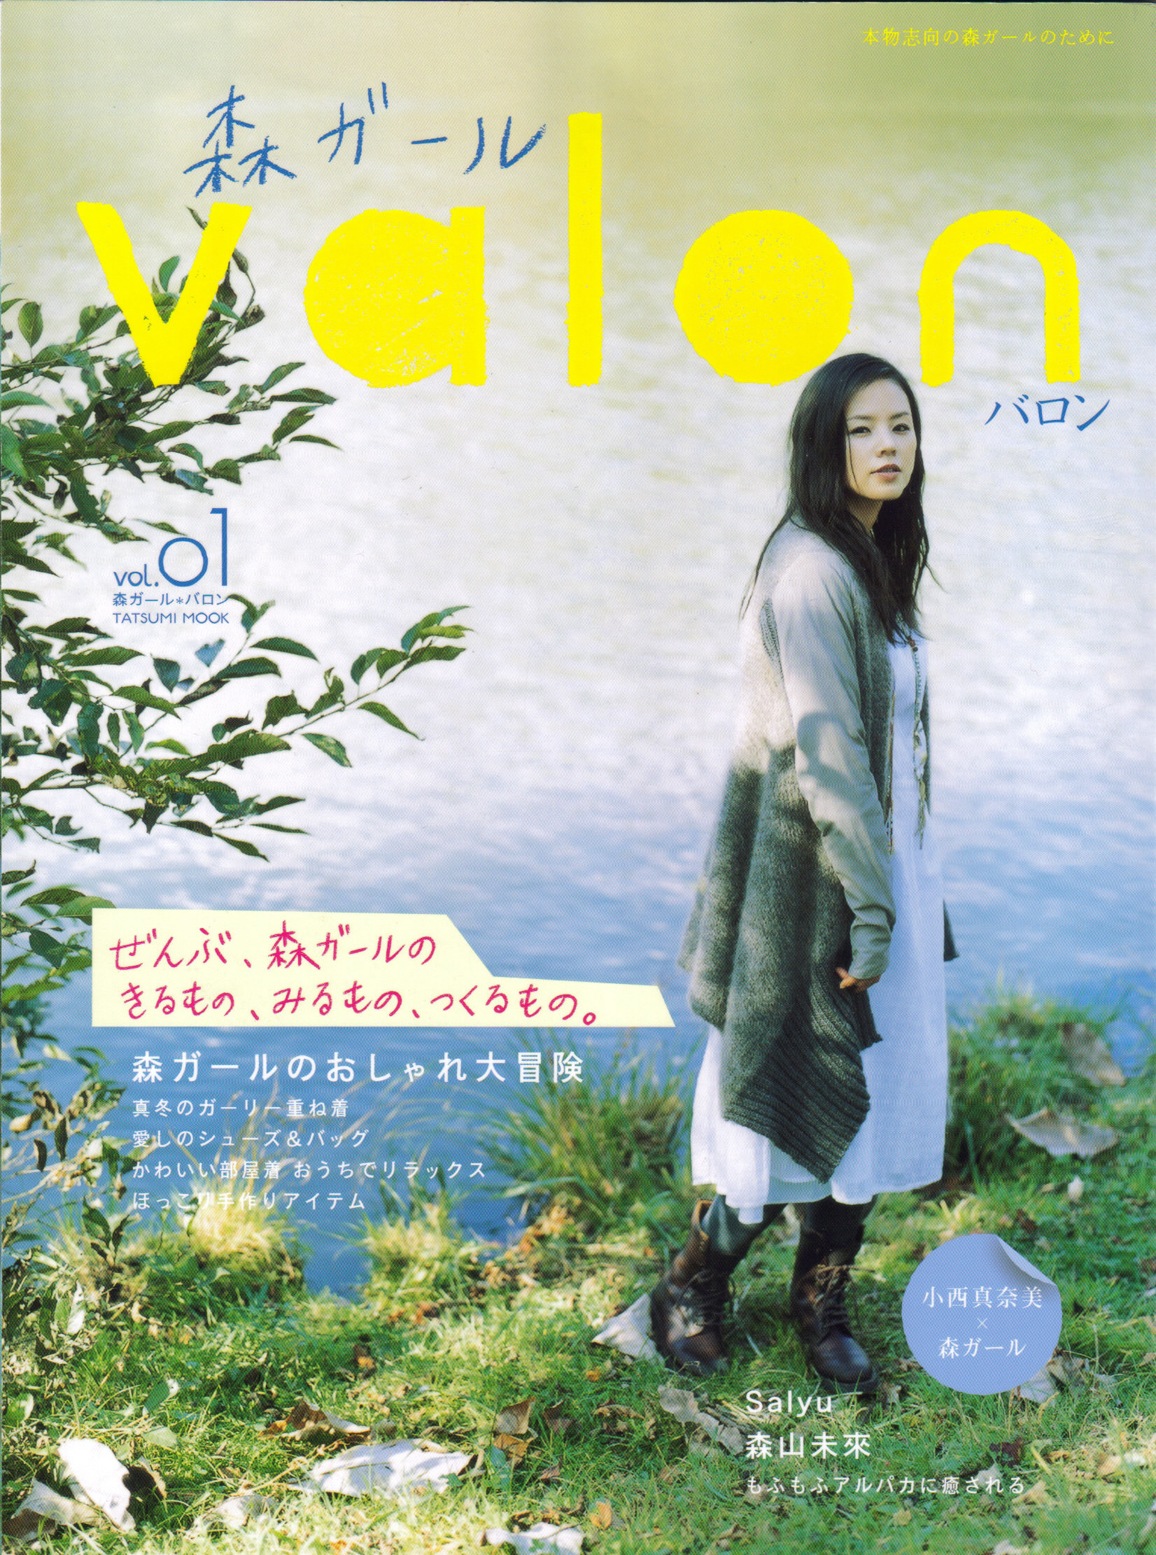 本物志向の森ガールのために
森ガール
valon
バロン
vol.01
森ガール*バロン
TATSUMI MOOK
ぜんぶ、森ガールの
きるもの、みるもの、つくるもの。
森ガールのおしゃれ大冒険
真冬のガーリー重ね着
愛しのシューズ&バッグ
かわいい部屋着 おうちでリラックス
ほっこり手作りアイテム
小西真奈美
×
森ガール
Salyu
森山未來
もふもふアルパカに癒される